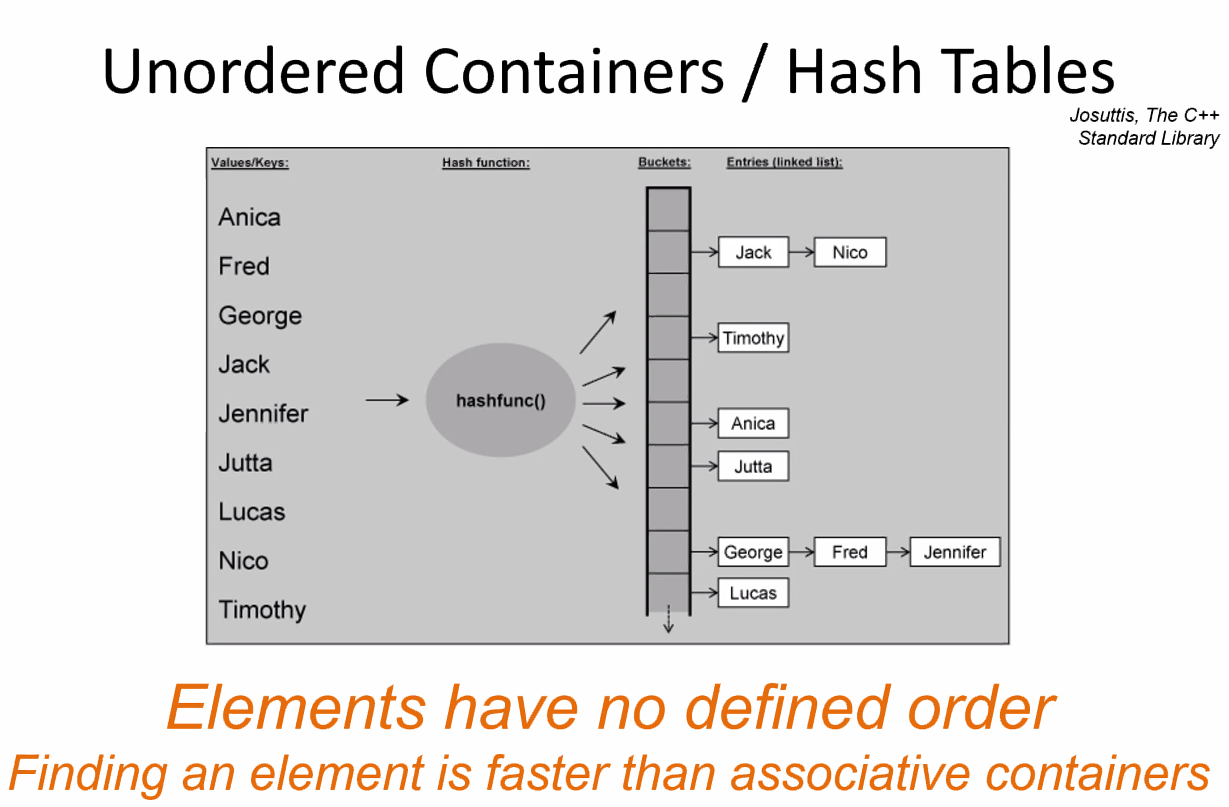 Unordered Containers / Hash Tables
Josuttis, The C++
Standard Library
Values/Keys:
Hash function:
Buckets:
Entries (linked list):
Anica
Fred
George
Jack
Jennifer
Jutta
Lucas
Nico
Timothy
hashfunc()
Jack
Nico
Timothy
Anica
Jutta
George
Fred
Jennifer
Lucas
Elements have no defined order
Finding an element is faster than associative containers